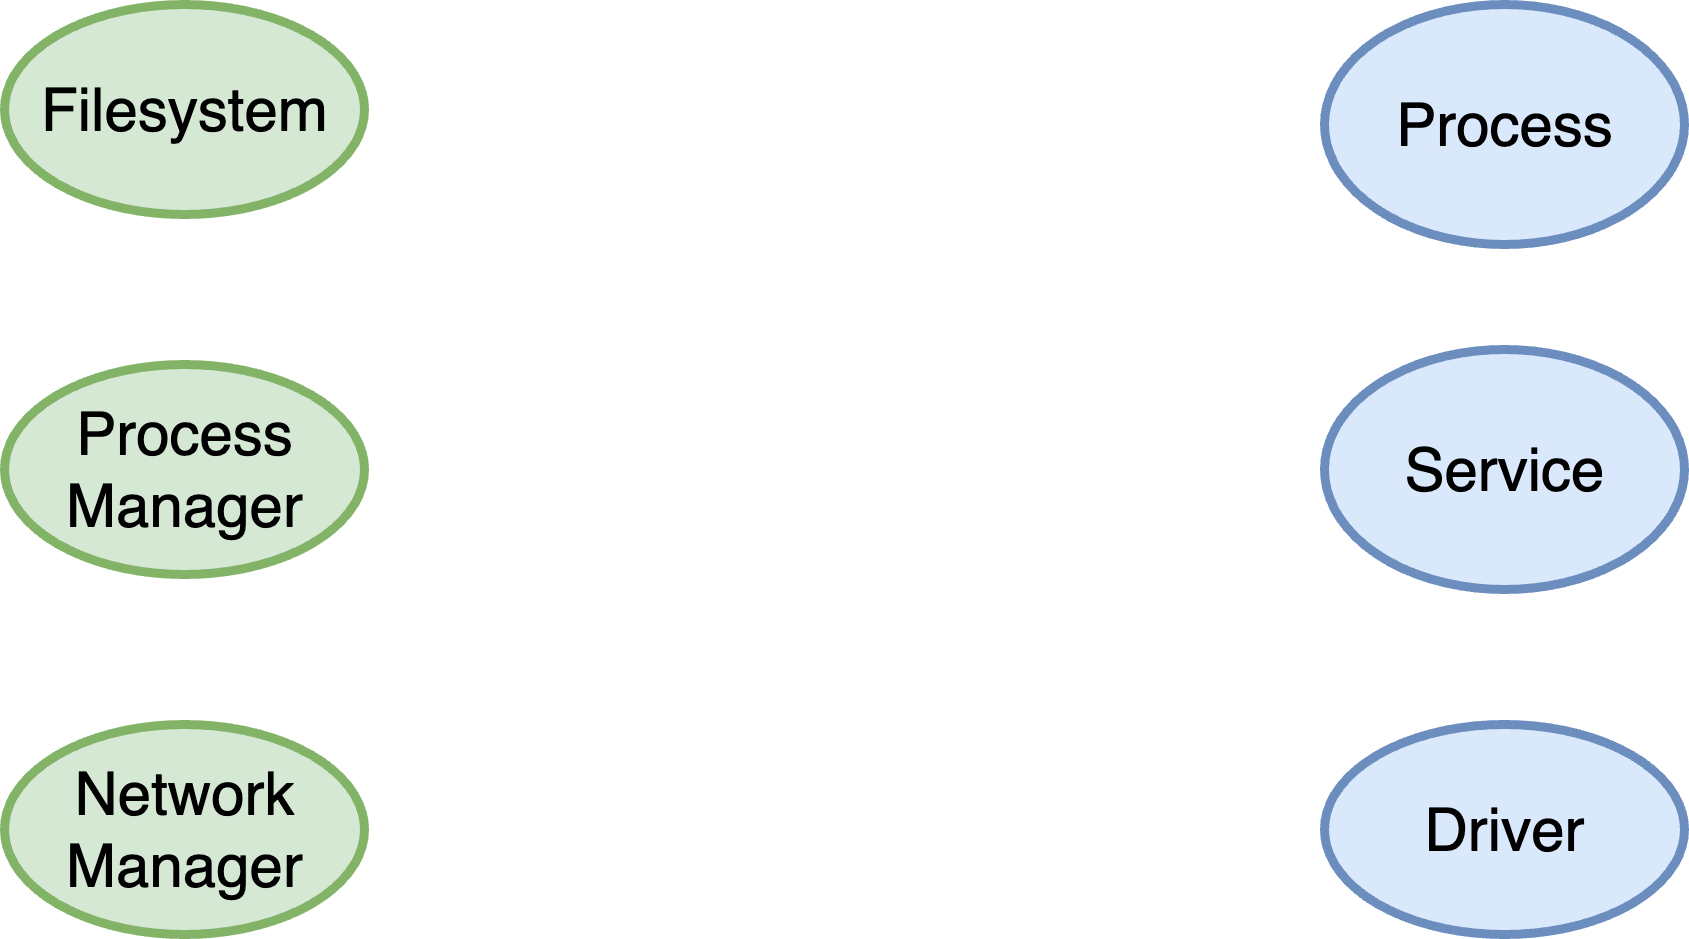 Filesystem
Process
Process
Manager
Service
Network
Manager
Driver